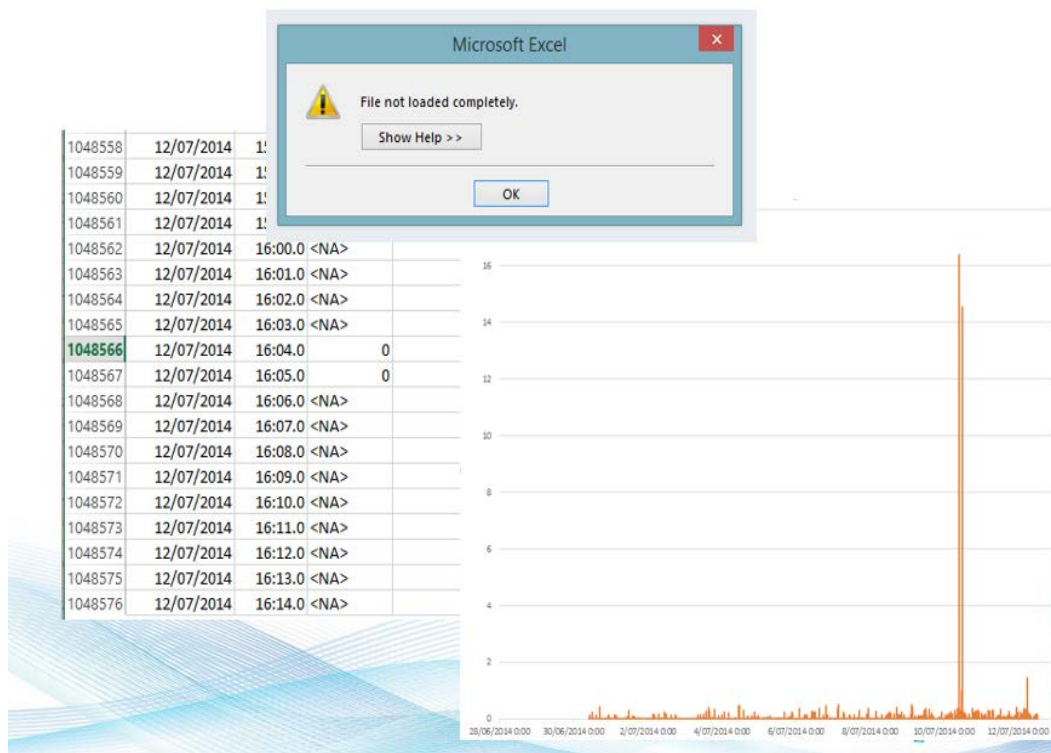 Microsoft Excel
File not loaded completely.
Show Help >>
OK
1048558 12/07/2014
1048559 12/07/2014
1048560 12/07/2014
1048561 12/07/2014
1048562 12/07/2014 16:00.0 <NA>
1048563 12/07/2014 16:01.0 <NA>
1048564 12/07/2014 16:02.0 <NA>
1048565 12/07/2014 16:03.0 <NA>
1048566 12/07/2014 16:04.0 0
1048567 12/07/2014 16:05.0 0
1048568 12/07/2014 16:06.0 <NA>
1048569 12/07/2014 16:07.0 <NA>
1048570 12/07/2014 16:08.0 <NA>
1048571 12/07/2014 16:09.0 <NA>
1048572 12/07/2014 16:10.0 <NA>
1048573 12/07/2014 16:11.0 <NA>
1048574 12/07/2014 16:12.0 <NA>
1048575 12/07/2014 16:13.0 <NA>
1048576 12/07/2014 16:14.0 <NA>
16
14
12
10
8
6
4
2
0
28/06/2014 0:00 30/06/2014 0:00 2/07/2014 0:00 4/07/2014 0:00 6/07/2014 0:00 8/07/2014 0:00 10/07/2014 0:00 12/07/2014 0:00